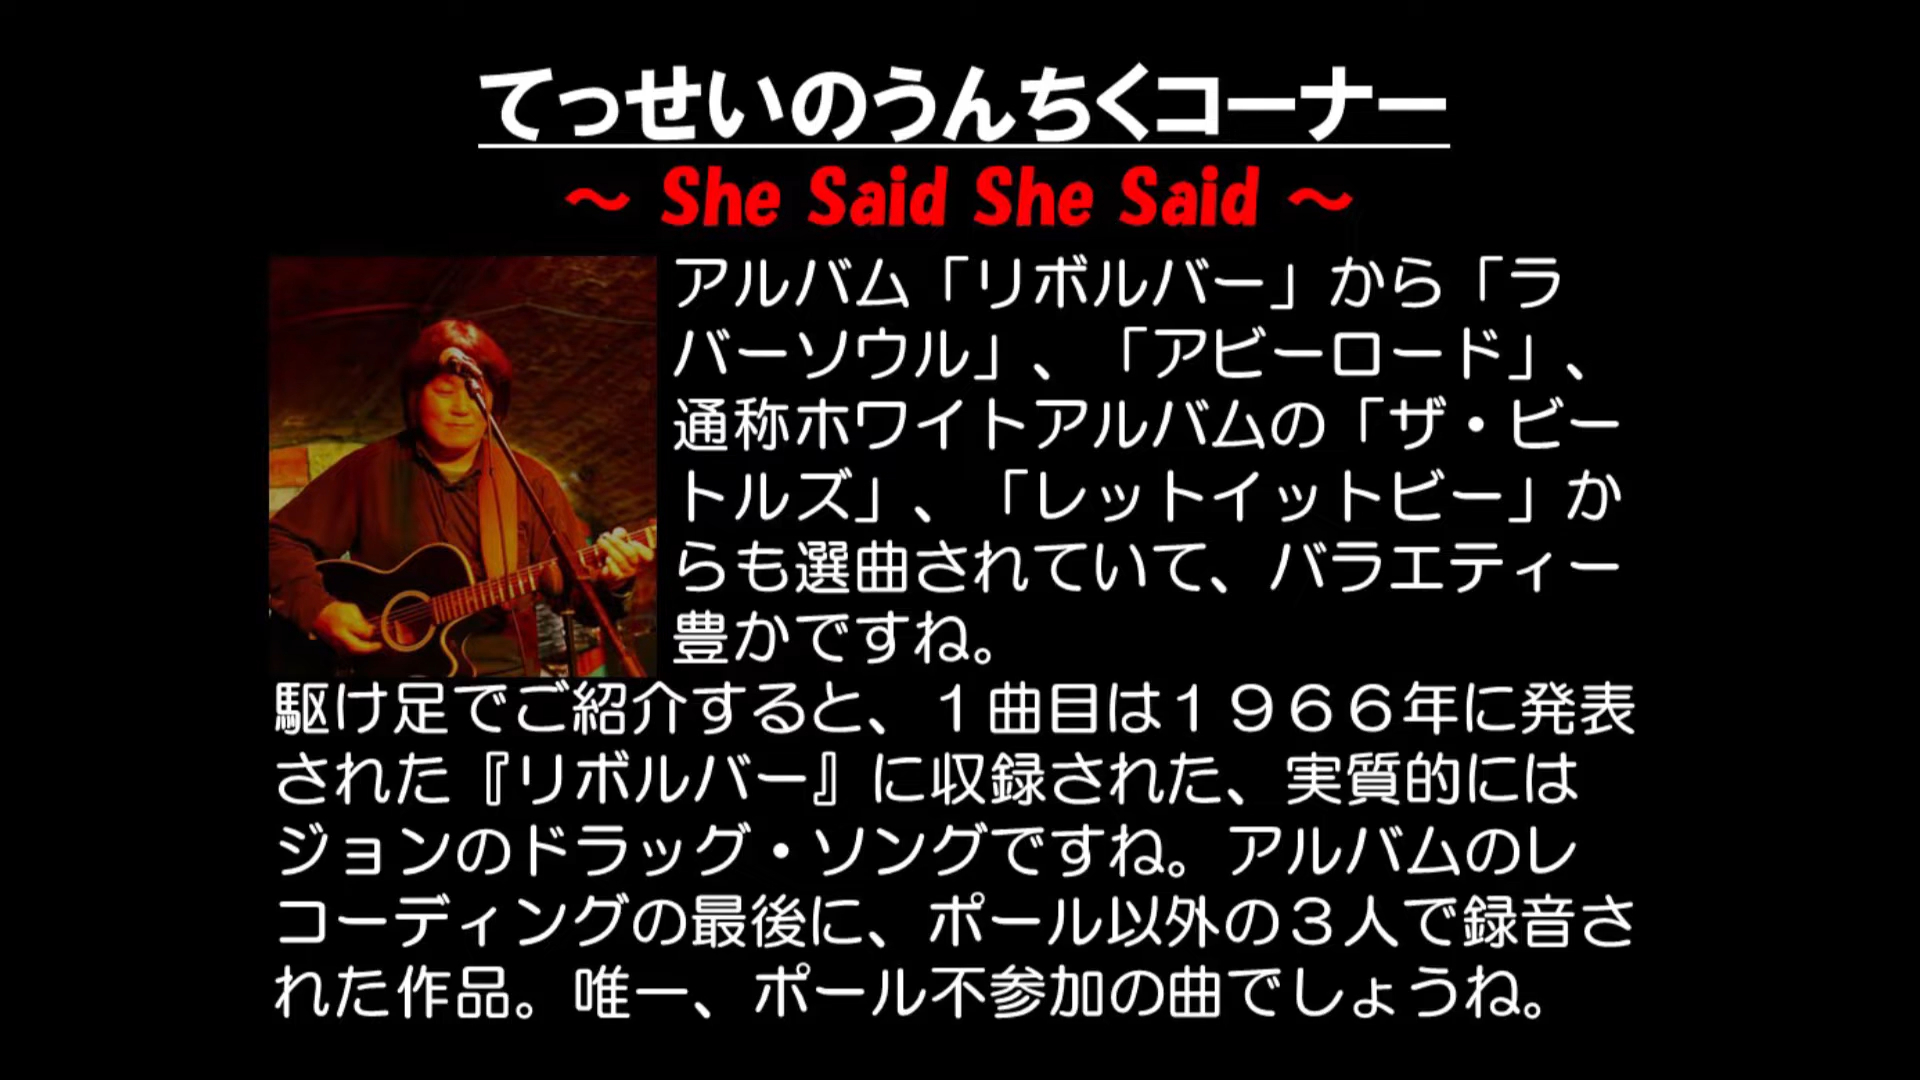 てっせいのうんちくコーナー
～ She Said She Said ～
アルバム「リボルバー」から「ラ
バーソウル」、「アビーロード」、
通称ホワイトアルバムの「ザ・ビー
トルズ」、「レットイットビー」か
らも選曲されていて、バラエティー
豊かですね。
駆け足でご紹介すると、１曲目は１９６６年に発表
された『リボルバー』に収録された、実質的には
ジョンのドラッグ・ソングですね。アルバムのレ
コーディングの最後に、ポール以外の３人で録音さ
れた作品。唯一、ポール不参加の曲でしょうね。